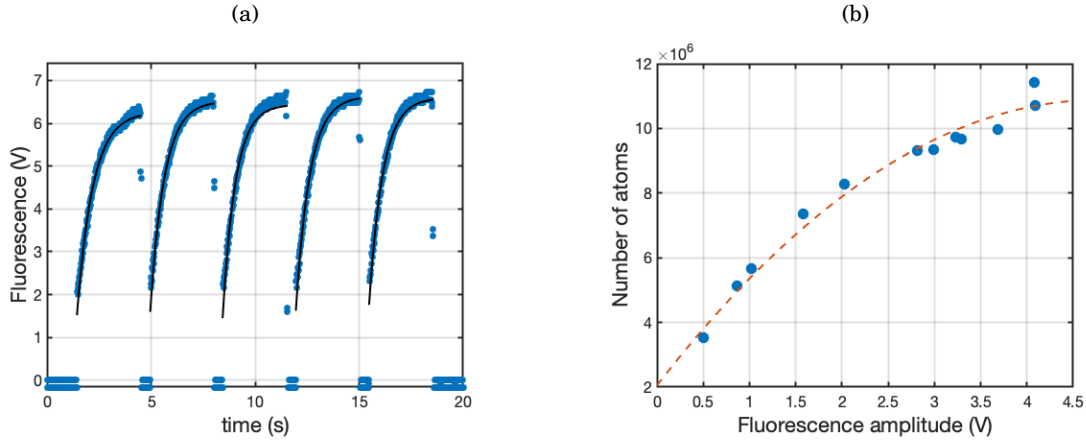 (a)
7
6
5
4
3
2
1
0
Fluorescence (V)
0 5 10 15 20
time (s)
(b)
×10⁶
12
10
8
6
4
2
Number of atoms
0 0.5 1 1.5 2 2.5 3 3.5 4 4.5
Fluorescence amplitude (V)